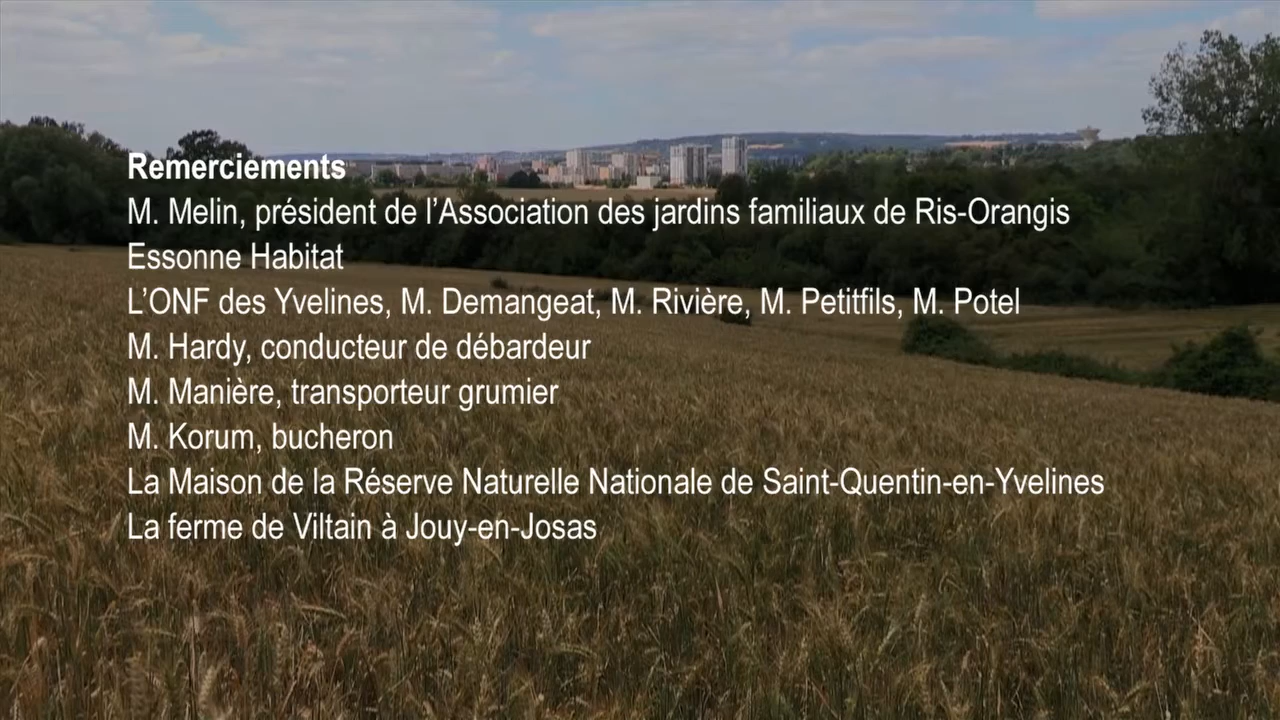 Remerciements
M. Melin, président de l’Association des jardins familiaux de Ris-Orangis
Essonne Habitat
L’ONF des Yvelines, M. Demangeat, M. Rivière, M. Petitfils, M. Potel
M. Hardy, conducteur de débardeur
M. Manière, transporteur grumier
M. Korum, bucheron
La Maison de la Réserve Naturelle Nationale de Saint-Quentin-en-Yvelines
La ferme de Viltain à Jouy-en-Josas